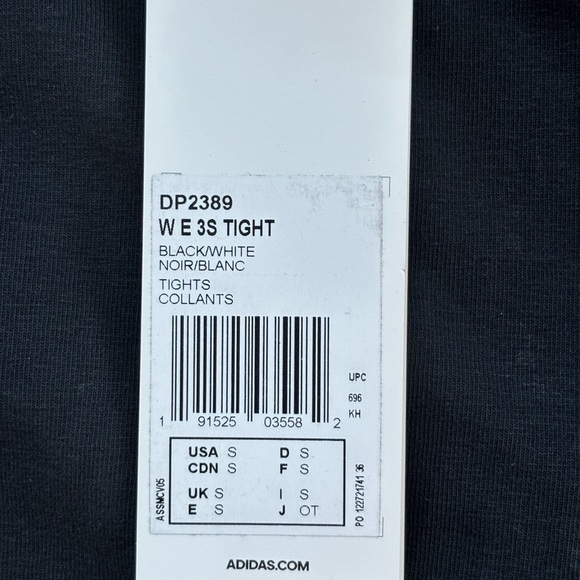 DP2389
W E 3S TIGHT
BLACK/WHITE
NOIR/BLANC
TIGHTS
COLLANTS
UPC
696
KH
1 91525 03558 2
USA S D S
CDN S F S
UK S I S
E S J OT
ASSMCV05
PO 122721741 36
ADIDAS.COM